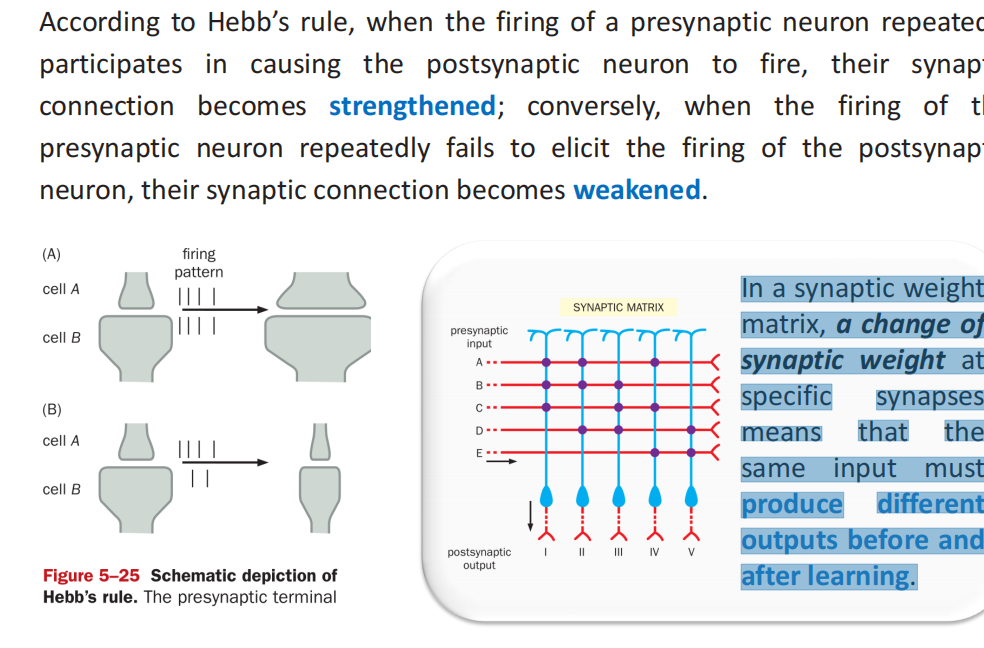 According to Hebb's rule, when the firing of a presynaptic neuron
participates in causing the postsynaptic neuron to fire, their
connection becomes strengthened; conversely, when the firing of
presynaptic neuron repeatedly fails to elicit the firing of the
neuron, their synaptic connection becomes weakened.
(A)
firing
pattern
cell A
cell B
(B)
cell A
cell B
Figure 5–25 Schematic depiction of
Hebb's rule. The presynaptic terminal
SYNAPTIC MATRIX
presynaptic
input
A
B
C
D
E
postsynaptic
output
I II III IV V
In a synaptic weight
matrix, a change of
synaptic weight at
specific synapses
means that the
same input must
produce different
outputs before and
after learning.